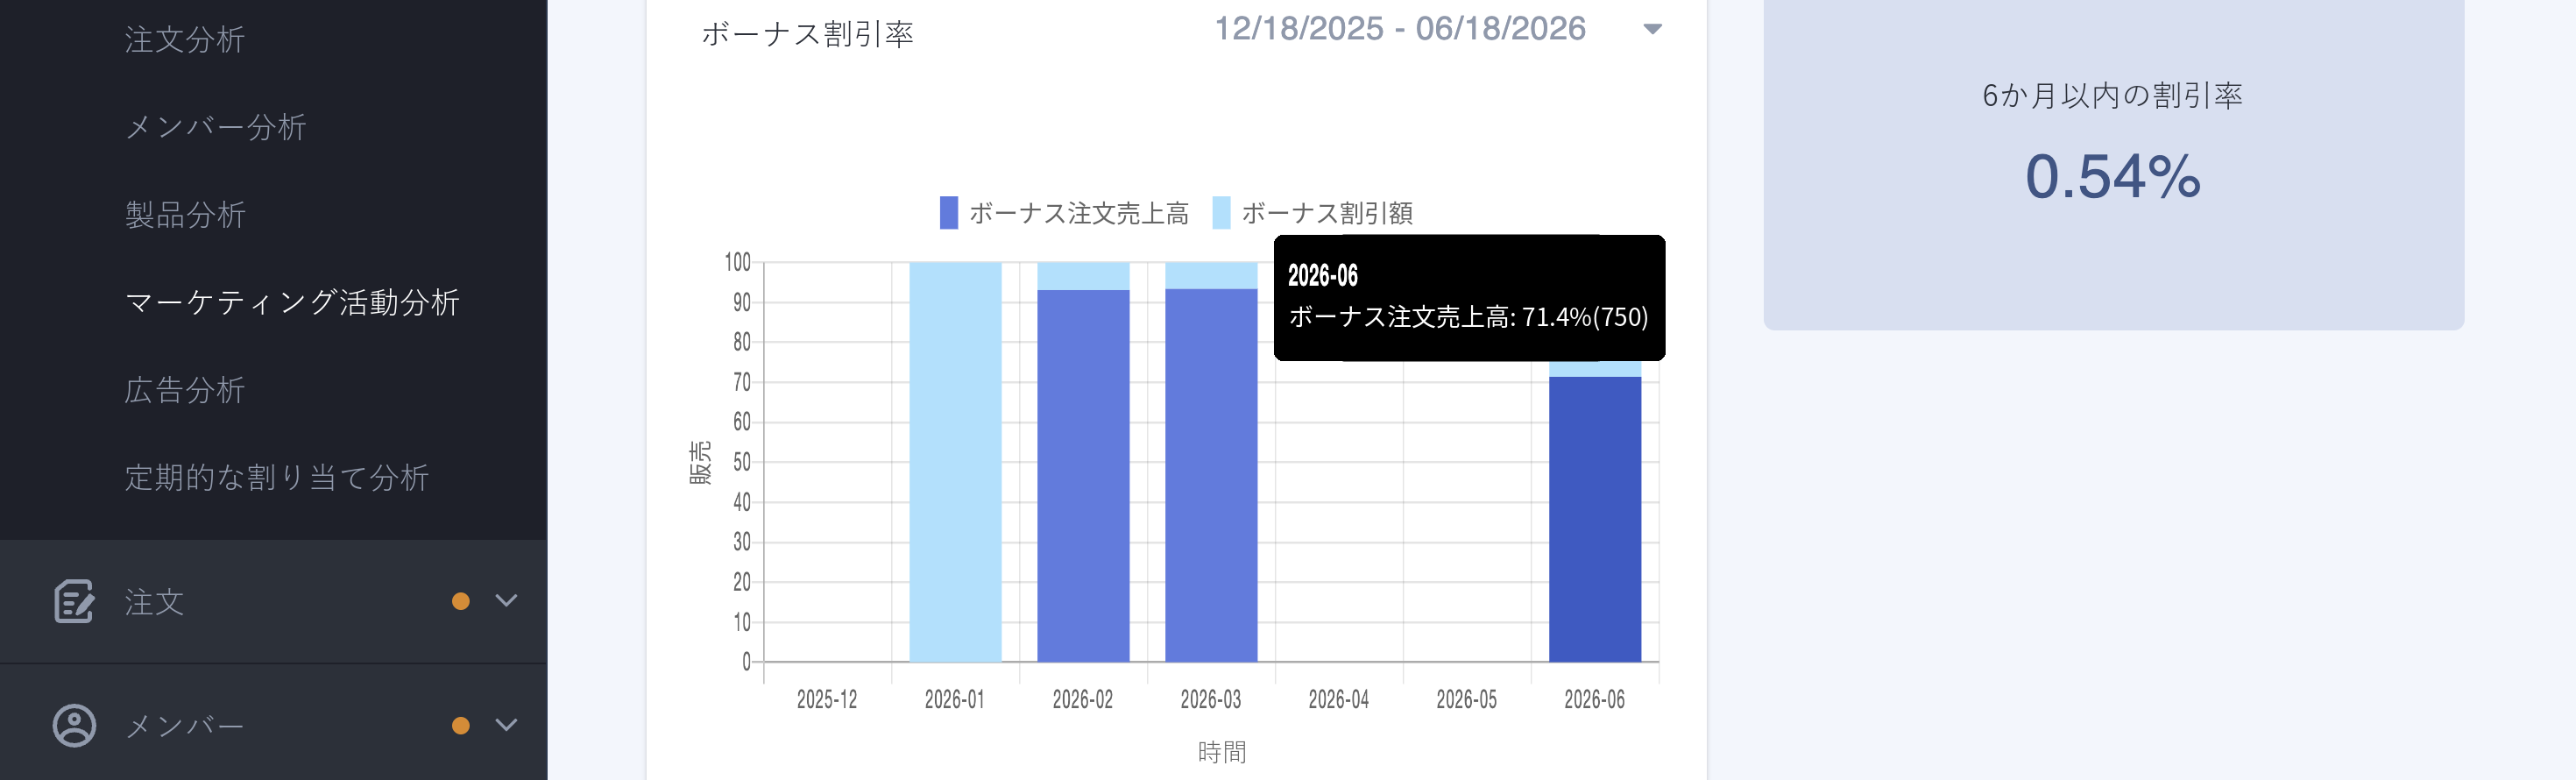 注文分析
メンバー分析
製品分析
マーケティング活動分析
広告分析
定期的な割り当て分析
注文
メンバー
ボーナス割引率
12/18/2025 - 06/18/2026
ボーナス注文売上高
ボーナス割引額
2026-06
ボーナス注文売上高: 71.4%(750)
販売
100
90
80
70
60
50
40
30
20
10
0
2025-12
2026-01
2026-02
2026-03
2026-04
2026-05
2026-06
時間
6か月以内の割引率
0.54%